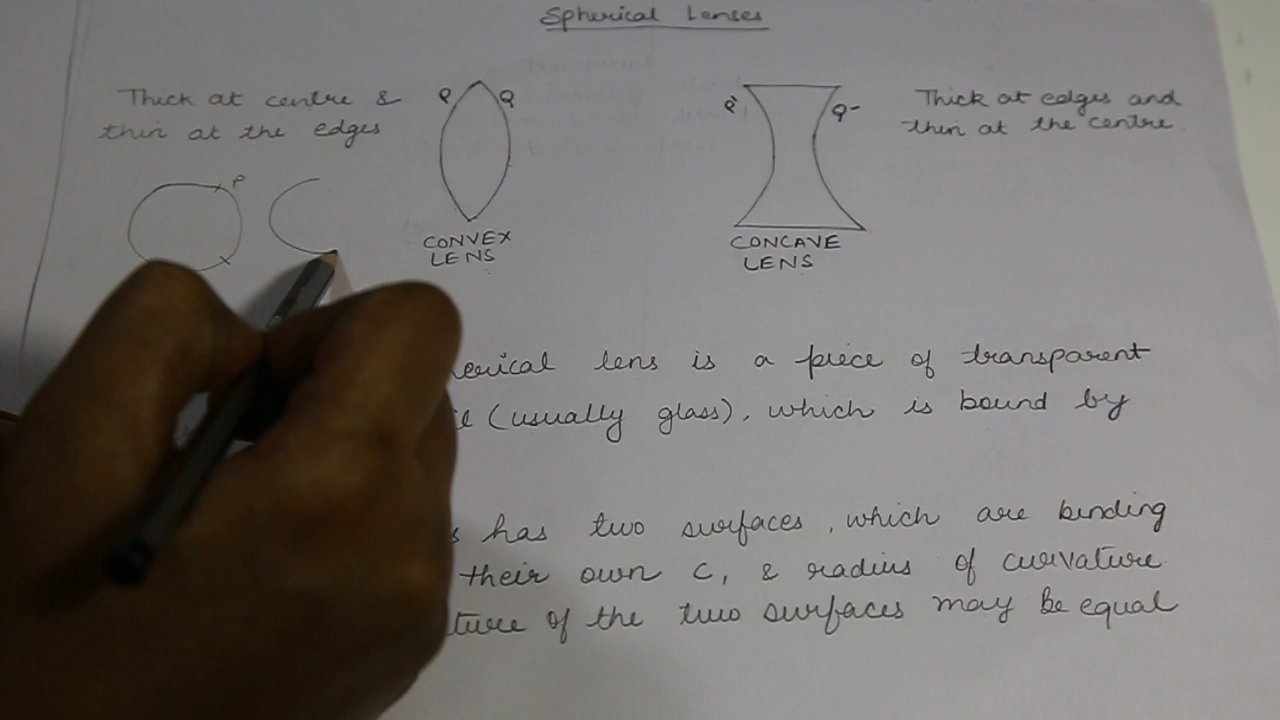 Spherical Lenses
Thick at centre &
thin at the edges
P Q
CONVEX
LENS
P' Q'
CONCAVE
LENS
Thick at edges and
thin at the centre
P
lens is a piece of transparent
(usually glass), which is bound by
has two surfaces, which are binding
their own C, & radius of curvature
of the two surfaces may be equal